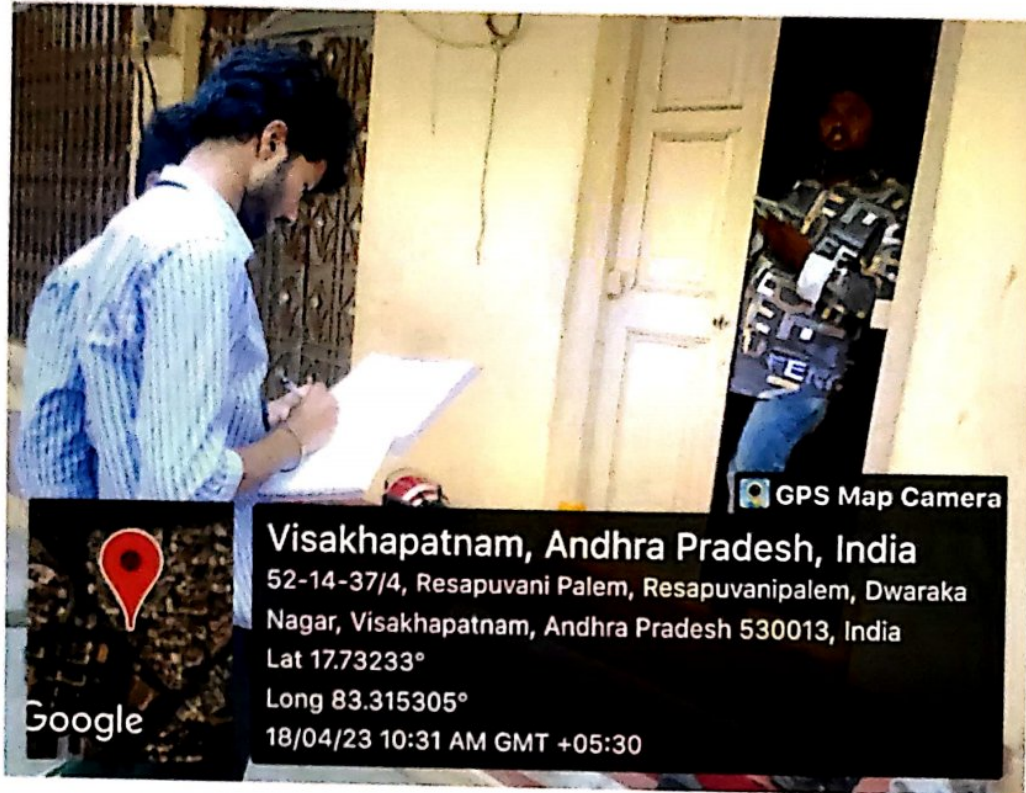 FE
GPS Map Camera
Visakhapatnam, Andhra Pradesh, India
52-14-37/4, Resapuvani Palem, Resapuvanipalem, Dwaraka
Nagar, Visakhapatnam, Andhra Pradesh 530013, India
Lat 17.73233°
Long 83.315305°
18/04/23 10:31 AM GMT +05:30
Google